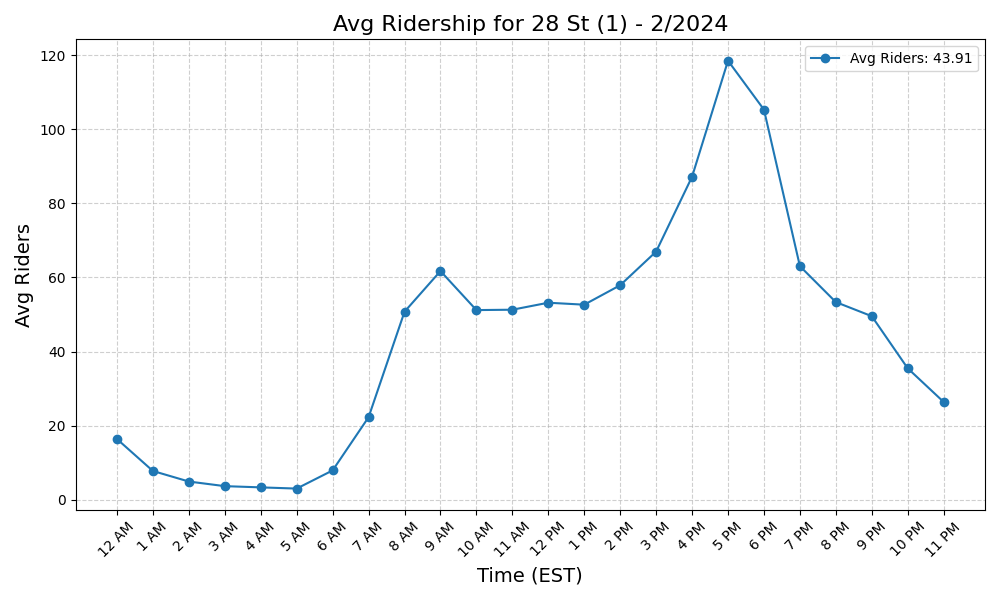 Avg Ridership for 28 St (1) - 2/2024
Avg Riders: 43.91
Avg Riders
120
100
80
60
40
20
0
12 AM
1 AM
2 AM
3 AM
4 AM
5 AM
6 AM
7 AM
8 AM
9 AM
10 AM
11 AM
12 PM
1 PM
2 PM
3 PM
4 PM
5 PM
6 PM
7 PM
8 PM
9 PM
10 PM
11 PM
Time (EST)